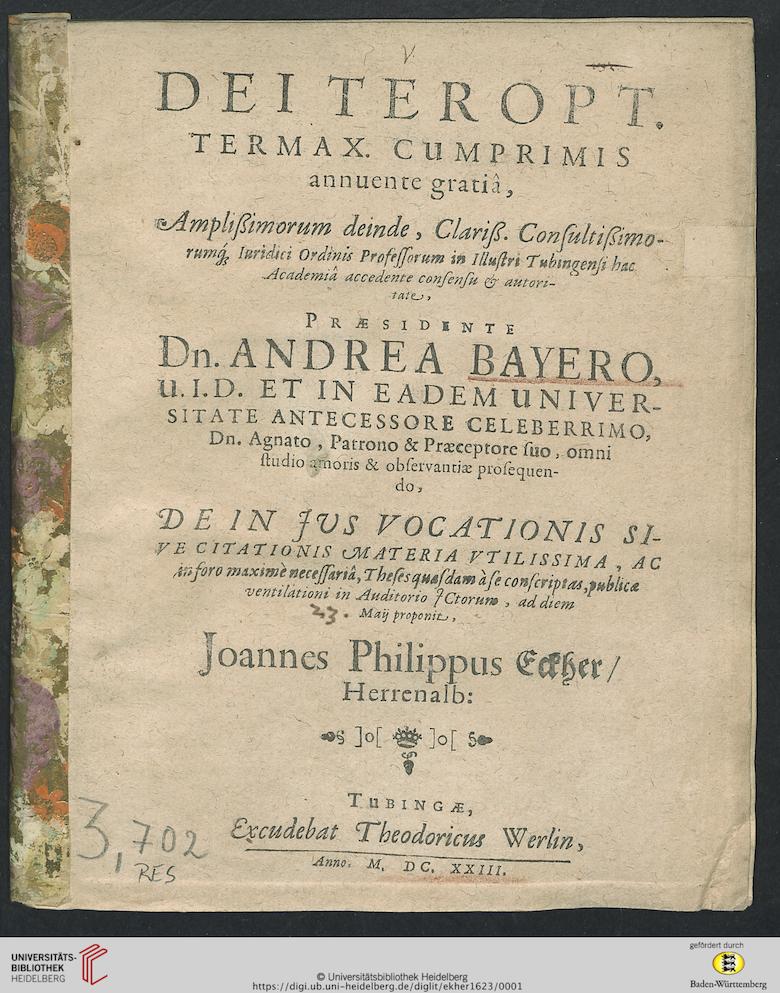 DEI TEROPT.
TERMAX. CUMPRIMIS
annuente gratiâ,
Ampliſſimorum deinde, Clariſſ. Conſultiſſimo-
rumq́; Iuridici Ordinis Profeſſorum in Illuſtri Tubingenſi hac
Academiâ accedente conſenſu & autori-
tate,
PRÆSIDENTE
Dn. ANDREA BAYERO,
U.I.D. ET IN EADEM UNIVER-
SITATE ANTECESSORE CELEBERRIMO,
Dn. Agnato, Patrono & Præceptore ſuo, omni
ſtudio amoris & obſervantiæ proſequen-
do,
DE IN JVS VOCATIONIS SI-
VE CITATIONIS MATERIA VTILISSIMA, AC
in foro maximè neceſſariâ, Theſes quaſdam à ſe conſcriptas, publicæ
ventilationi in Auditorio JCtorum, ad diem
23. Maij proponit,
Joannes Philippus Eckher/
Herrenalb:
TUBINGÆ,
Excudebat Theodoricus Werlin,
Anno. M. DC. XXIII.
3,702
RES
UNIVERSITÄTS-
BIBLIOTHEK
HEIDELBERG
© Universitätsbibliothek Heidelberg
https://digi.ub.uni-heidelberg.de/diglit/ekher1623/0001
gefördert durch
Baden-Württemberg